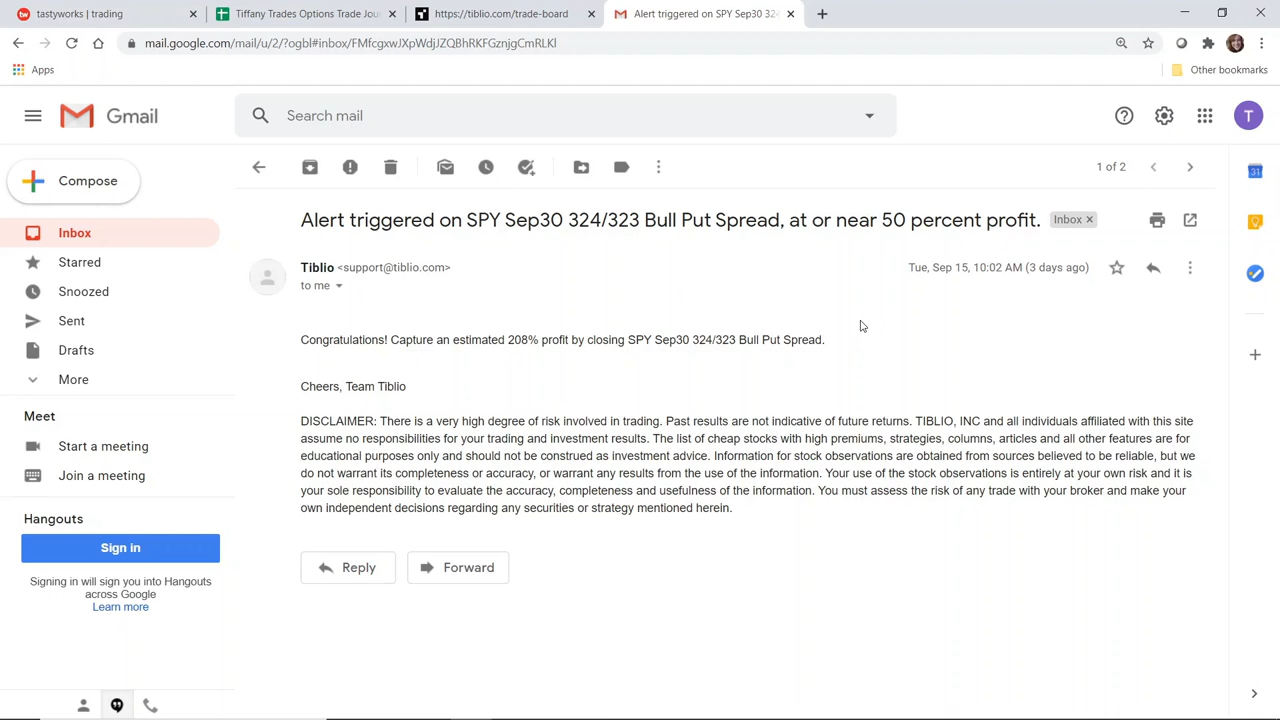 tastyworks | trading
Tiffany Trades Options Trade Jou
https://tiblio.com/trade-board
Alert triggered on SPY Sep30 324
mail.google.com/mail/u/2/?ogbl#inbox/FMfcgxwJXpWdjJZQBhRKFGznjgCmRLKl
Apps
Other bookmarks
Gmail
Search mail
T
Compose
1 of 2
31
Inbox
Starred
Snoozed
Sent
Drafts
More
Meet
Start a meeting
Join a meeting
Hangouts
Sign in
Signing in will sign you into Hangouts
across Google
Learn more
Alert triggered on SPY Sep30 324/323 Bull Put Spread, at or near 50 percent profit. Inbox
Tiblio <support@tiblio.com>
Tue, Sep 15, 10:02 AM (3 days ago)
to me
Congratulations! Capture an estimated 208% profit by closing SPY Sep30 324/323 Bull Put Spread.
Cheers, Team Tiblio
DISCLAIMER: There is a very high degree of risk involved in trading. Past results are not indicative of future returns. TIBLIO, INC and all individuals affiliated with this site
assume no responsibilities for your trading and investment results. The list of cheap stocks with high premiums, strategies, columns, articles and all other features are for
educational purposes only and should not be construed as investment advice. Information for stock observations are obtained from sources believed to be reliable, but we
do not warrant its completeness or accuracy, or warrant any results from the use of the information. Your use of the stock observations is entirely at your own risk and it is
your sole responsibility to evaluate the accuracy, completeness and usefulness of the information. You must assess the risk of any trade with your broker and make your
own independent decisions regarding any securities or strategy mentioned herein.
Reply
Forward